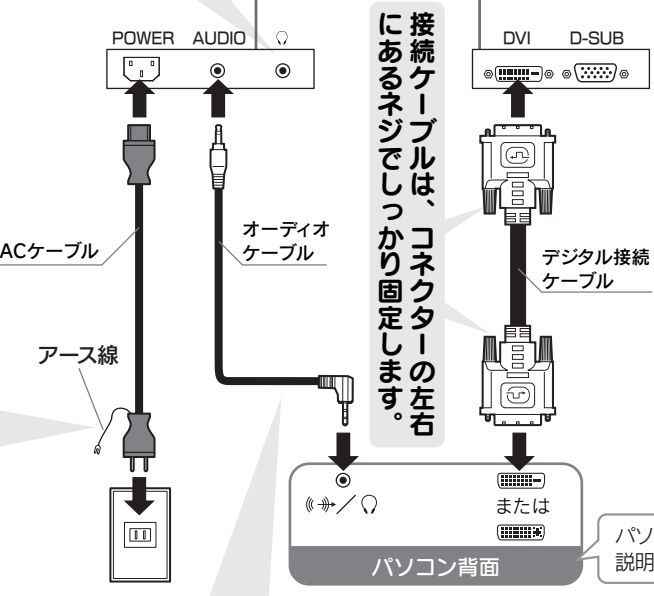 POWER AUDIO
DVI D-SUB
接続ケーブルは、コネクターの左右
にあるネジでしっかり固定します。
ACケーブル
オーディオ
ケーブル
デジタル接続
ケーブル
アース線
または
パソコン背面
パソ
説明